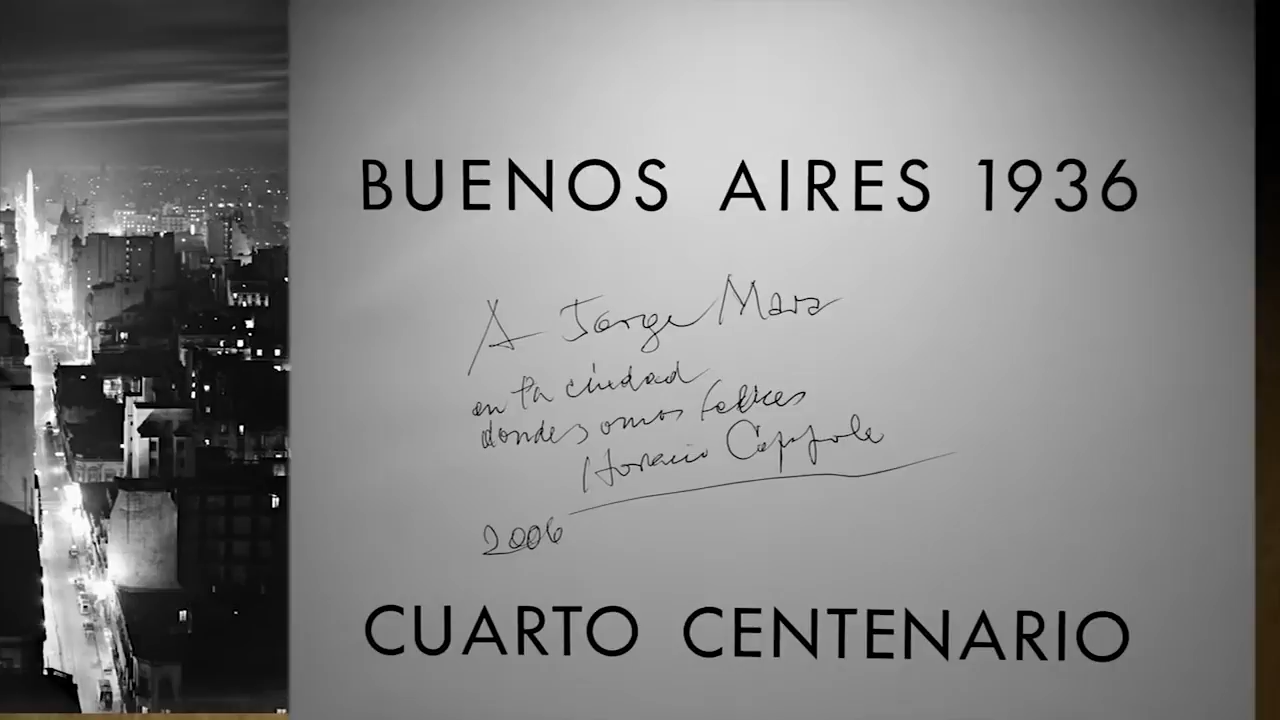 BUENOS AIRES 1936
A Jorge Mara
en la ciudad
donde somos felices
Horacio Coppola
2006
CUARTO CENTENARIO